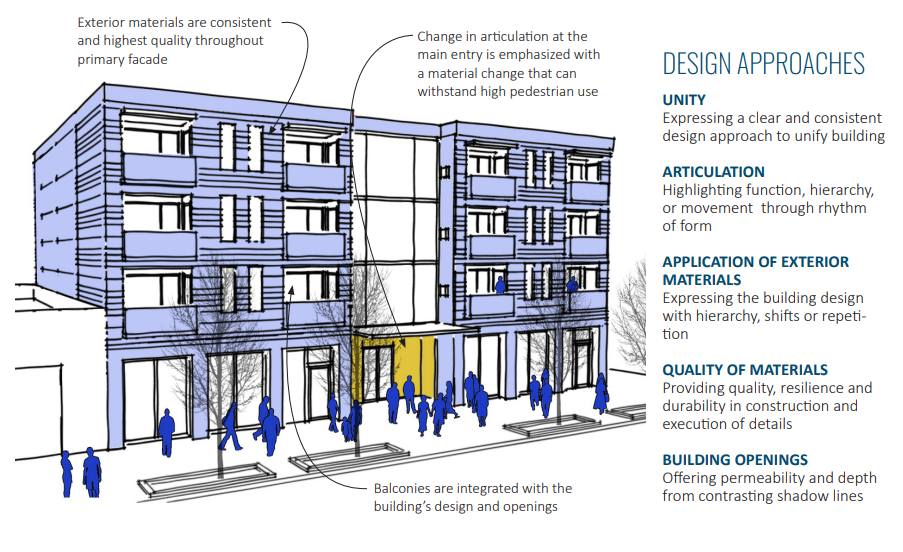 Exterior materials are consistent
and highest quality throughout
primary facade
Change in articulation at the
main entry is emphasized with
a material change that can
withstand high pedestrian use
Balconies are integrated with the
building's design and openings
DESIGN APPROACHES
UNITY
Expressing a clear and consistent
design approach to unify building
ARTICULATION
Highlighting function, hierarchy,
or movement through rhythm
of form
APPLICATION OF EXTERIOR
MATERIALS
Expressing the building design
with hierarchy, shifts or repeti-
tion
QUALITY OF MATERIALS
Providing quality, resilience and
durability in construction and
execution of details
BUILDING OPENINGS
Offering permeability and depth
from contrasting shadow lines